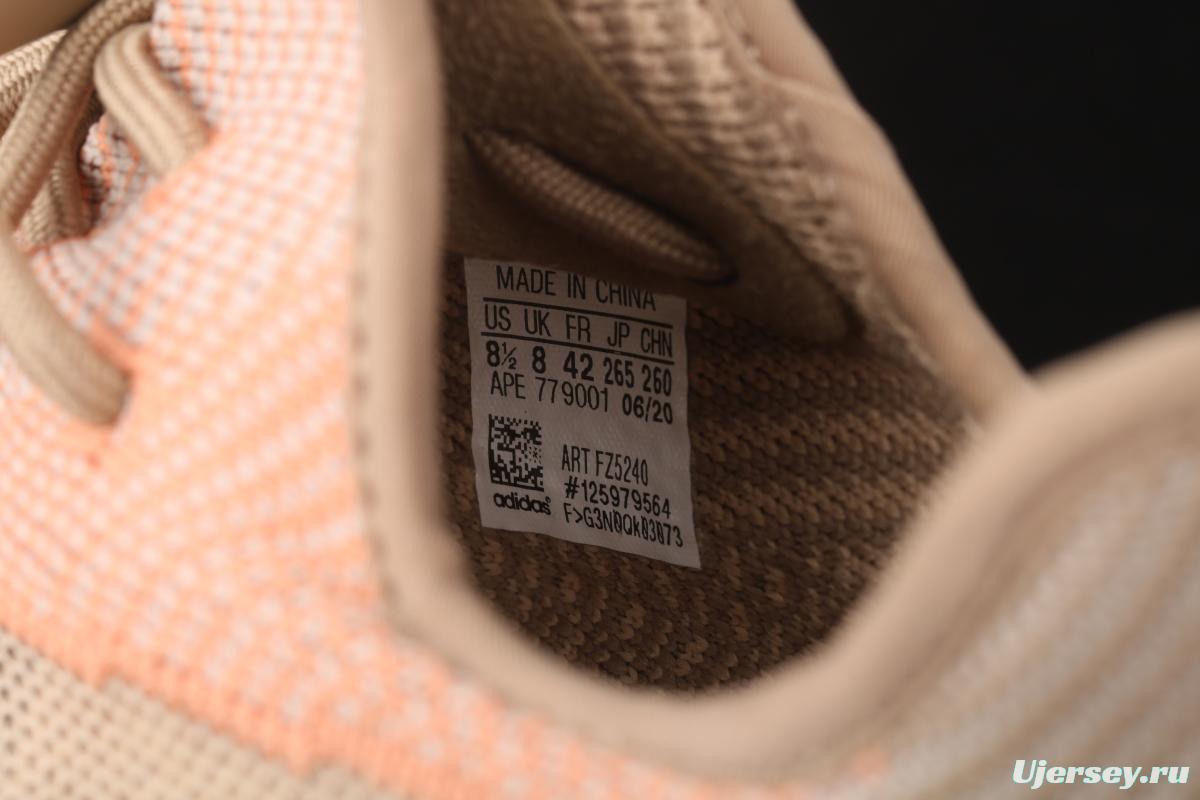 MADE IN CHINA
US UK FR JP CHN
8½ 8 42 265 260
APE 779001 06/20
ART FZ5240
#125979564
adidas
F>G3N0Qk03073
Ujersey.ru